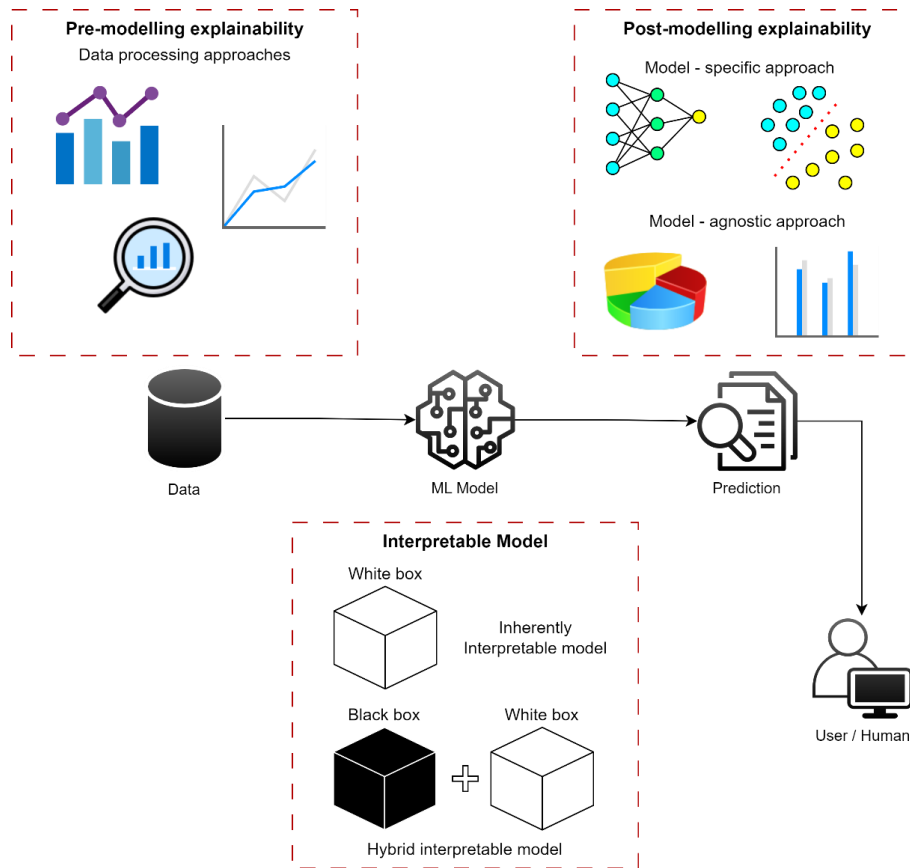 Pre-modelling explainability
Data processing approaches
Post-modelling explainability
Model - specific approach
Model - agnostic approach
Data
ML Model
Prediction
Interpretable Model
White box
Inherently
Interpretable model
Black box
White box
Hybrid interpretable model
User / Human